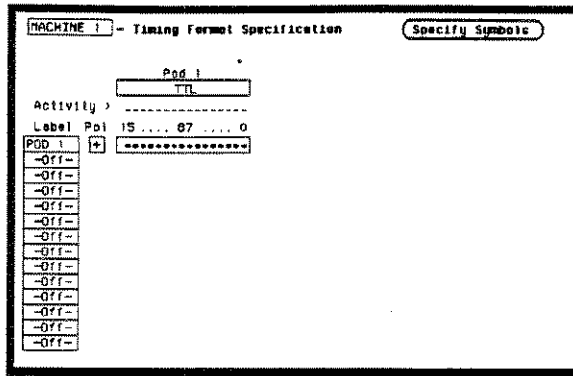 MACHINE 1 - Timing Format Specification Specify Symbols
Pod 1
TTL
Activity > ----------------
Label Pol 15 .... 87 .... 0
POD 1 + ****************
-Off-
-Off-
-Off-
-Off-
-Off-
-Off-
-Off-
-Off-
-Off-
-Off-
-Off-
-Off-
-Off-